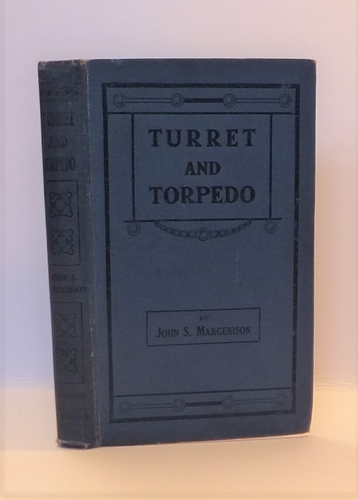 TURRET
AND
TORPEDO
BY
JOHN S. MARGERISON
TURRET
AND
TORPEDO
JOHN S.
MARGERISON